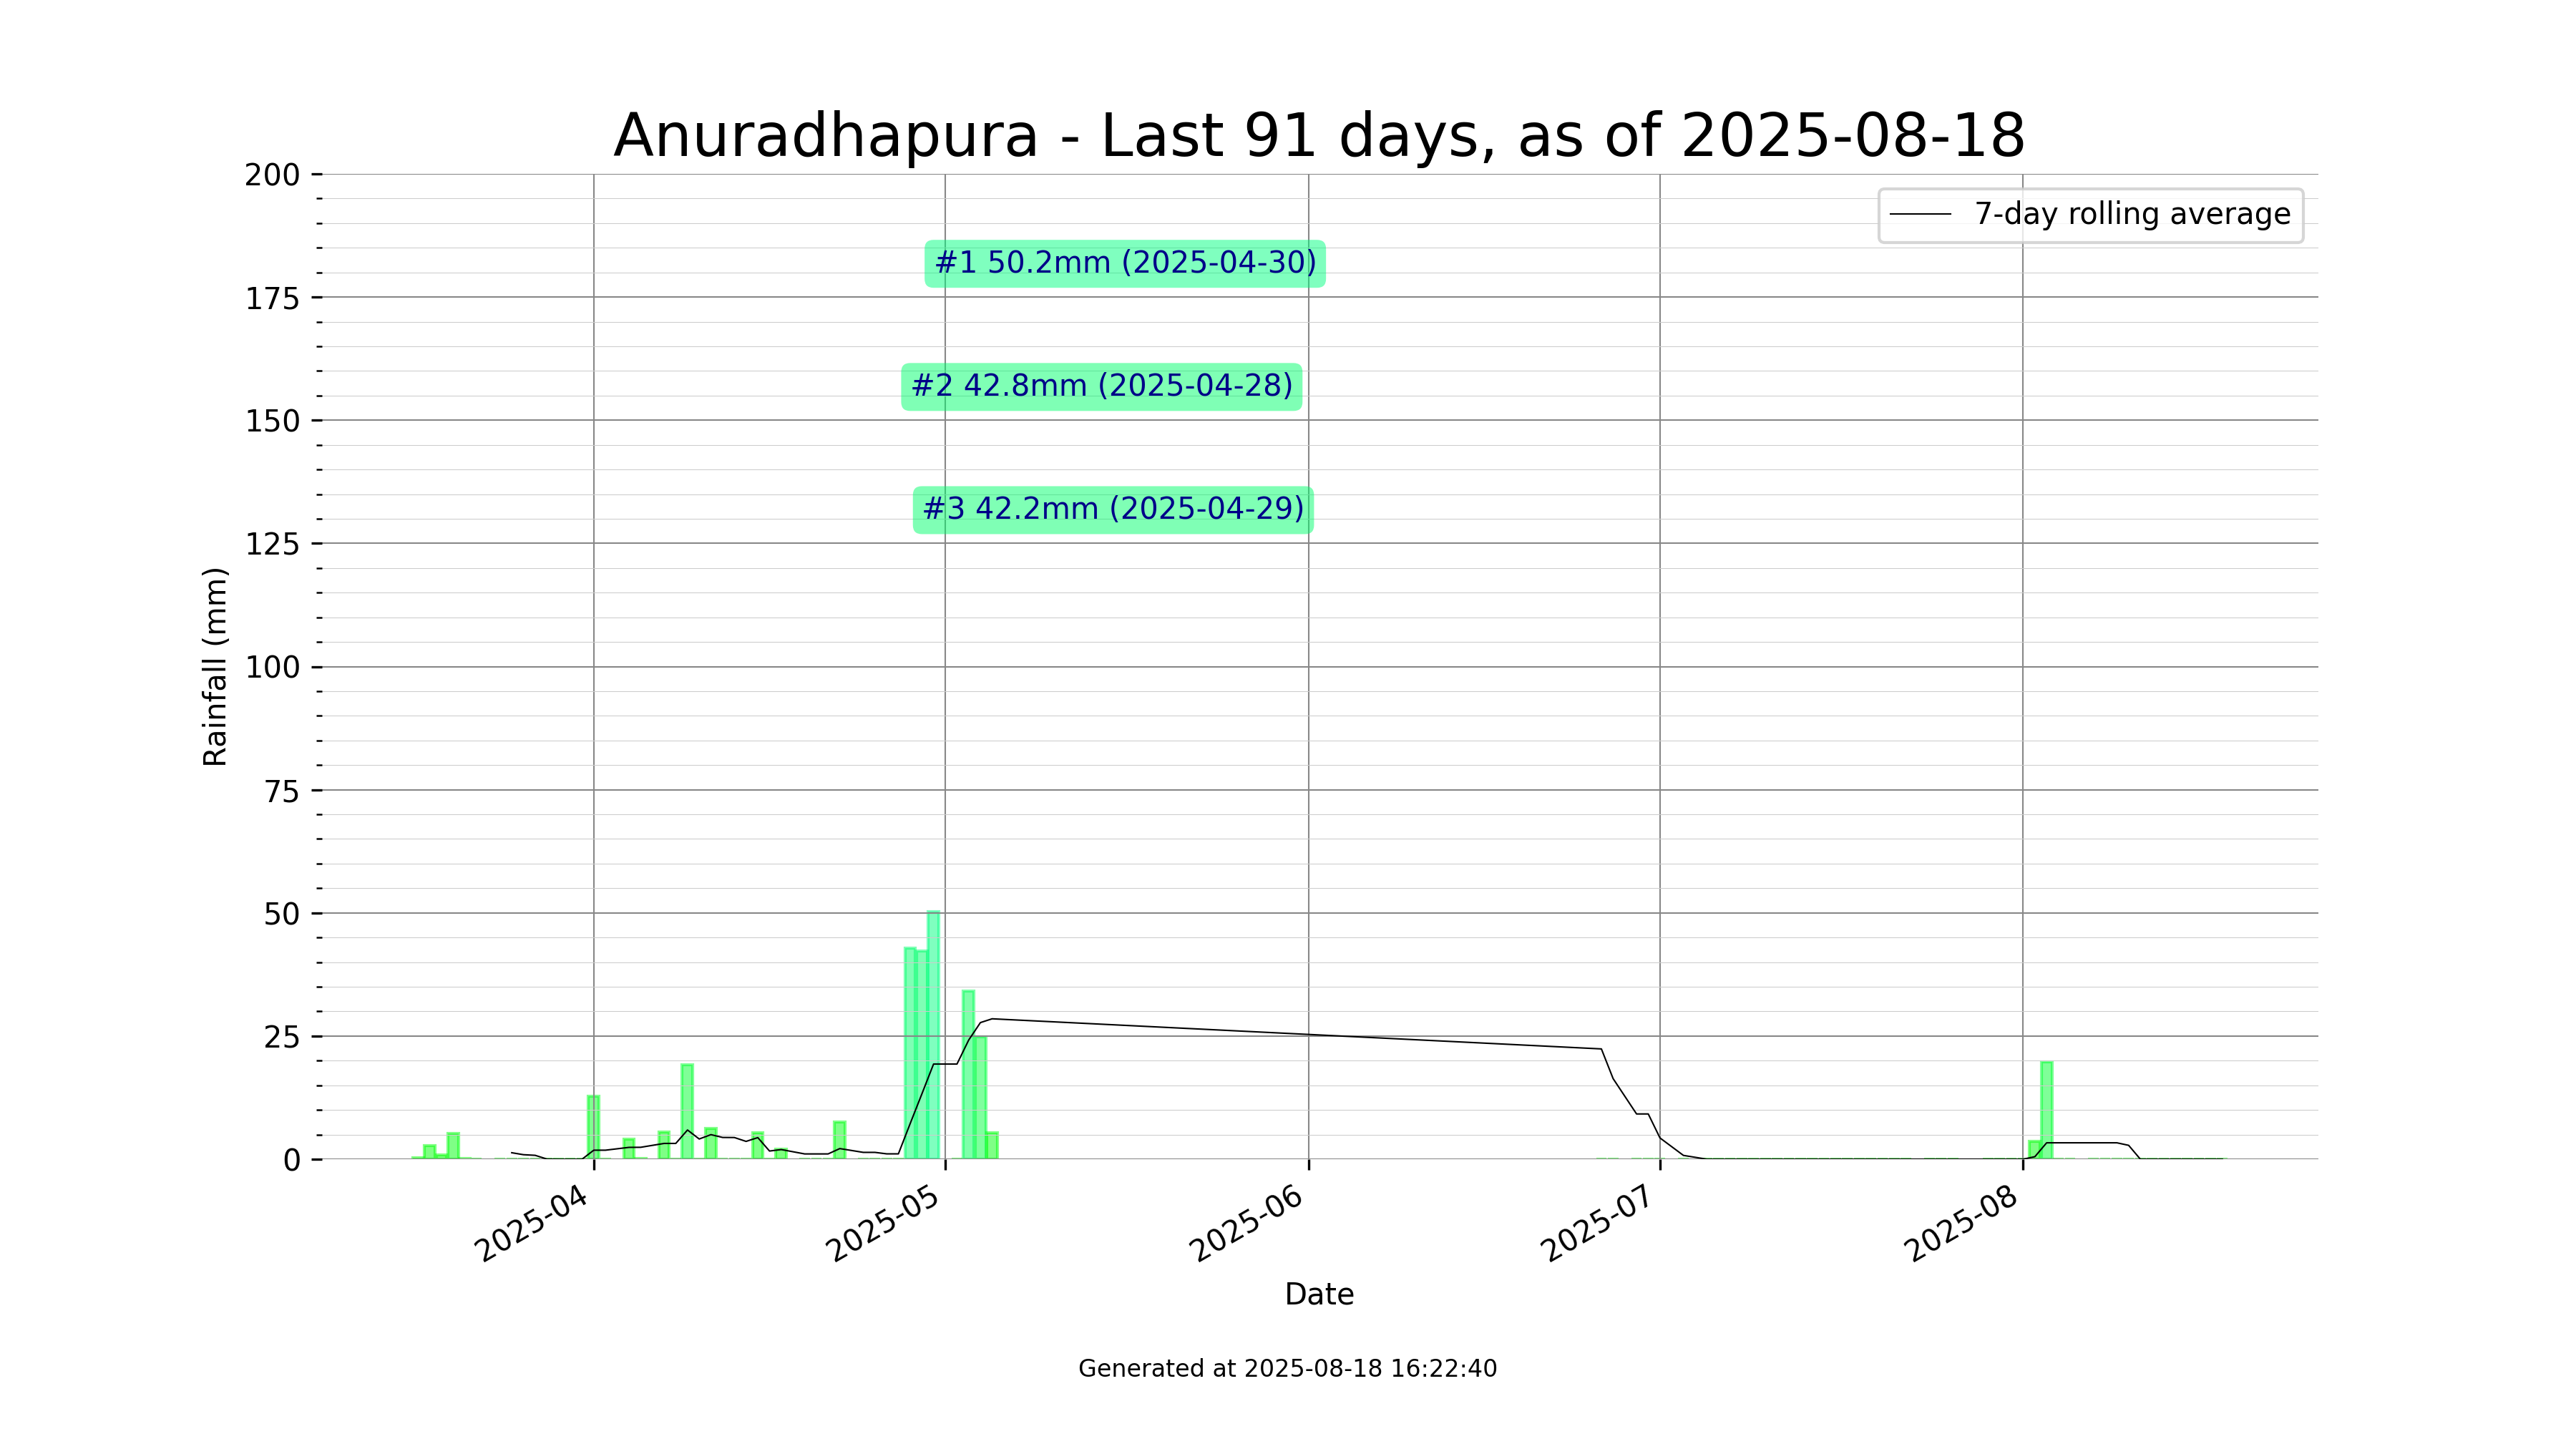 Anuradhapura - Last 91 days, as of 2025-08-18
200
175
150
125
100
75
50
25
0
Rainfall (mm)
7-day rolling average
#1 50.2mm (2025-04-30)
#2 42.8mm (2025-04-28)
#3 42.2mm (2025-04-29)
2025-04
2025-05
2025-06
2025-07
2025-08
Date
Generated at 2025-08-18 16:22:40